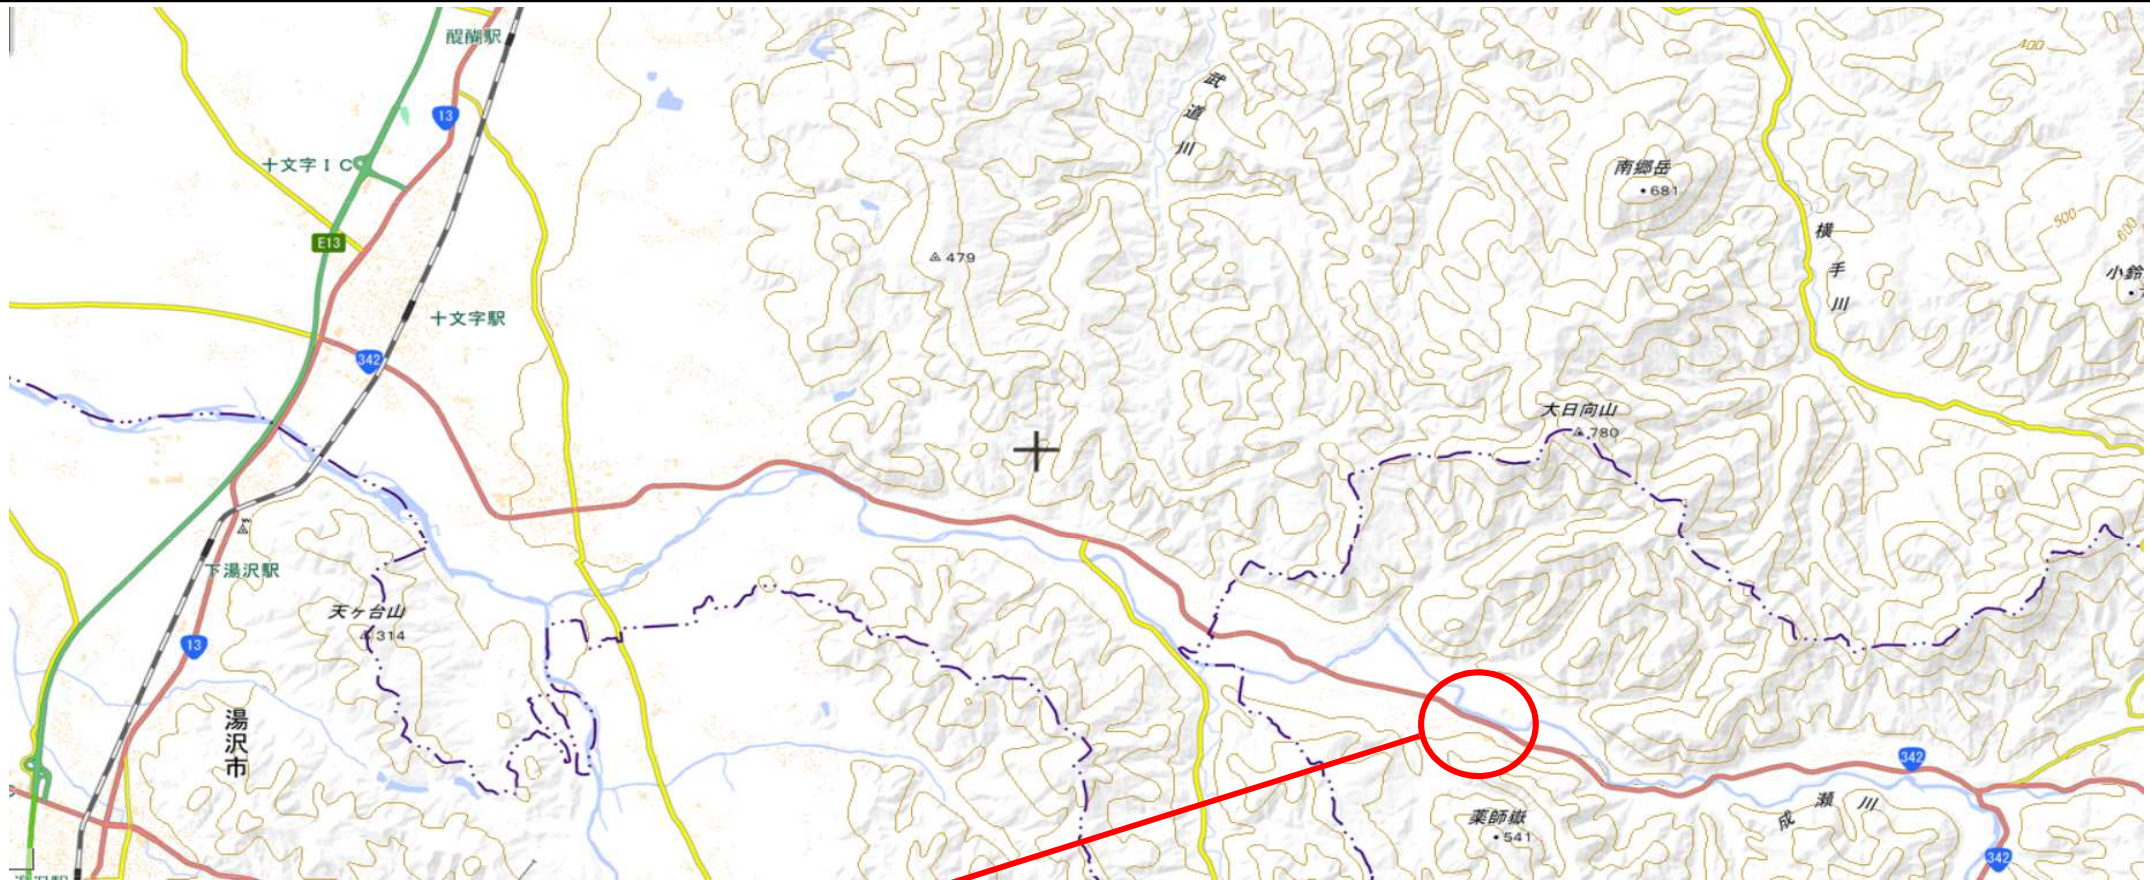 醍醐駅
13
十文字IC
E13
十文字駅
342
下湯沢駅
天ヶ台山
314
13
湯沢市
武道川
479
南郷岳
681
400
横手川
500
600
小鈴
大日向山
780
薬師嶽
541
成瀬川
342
342